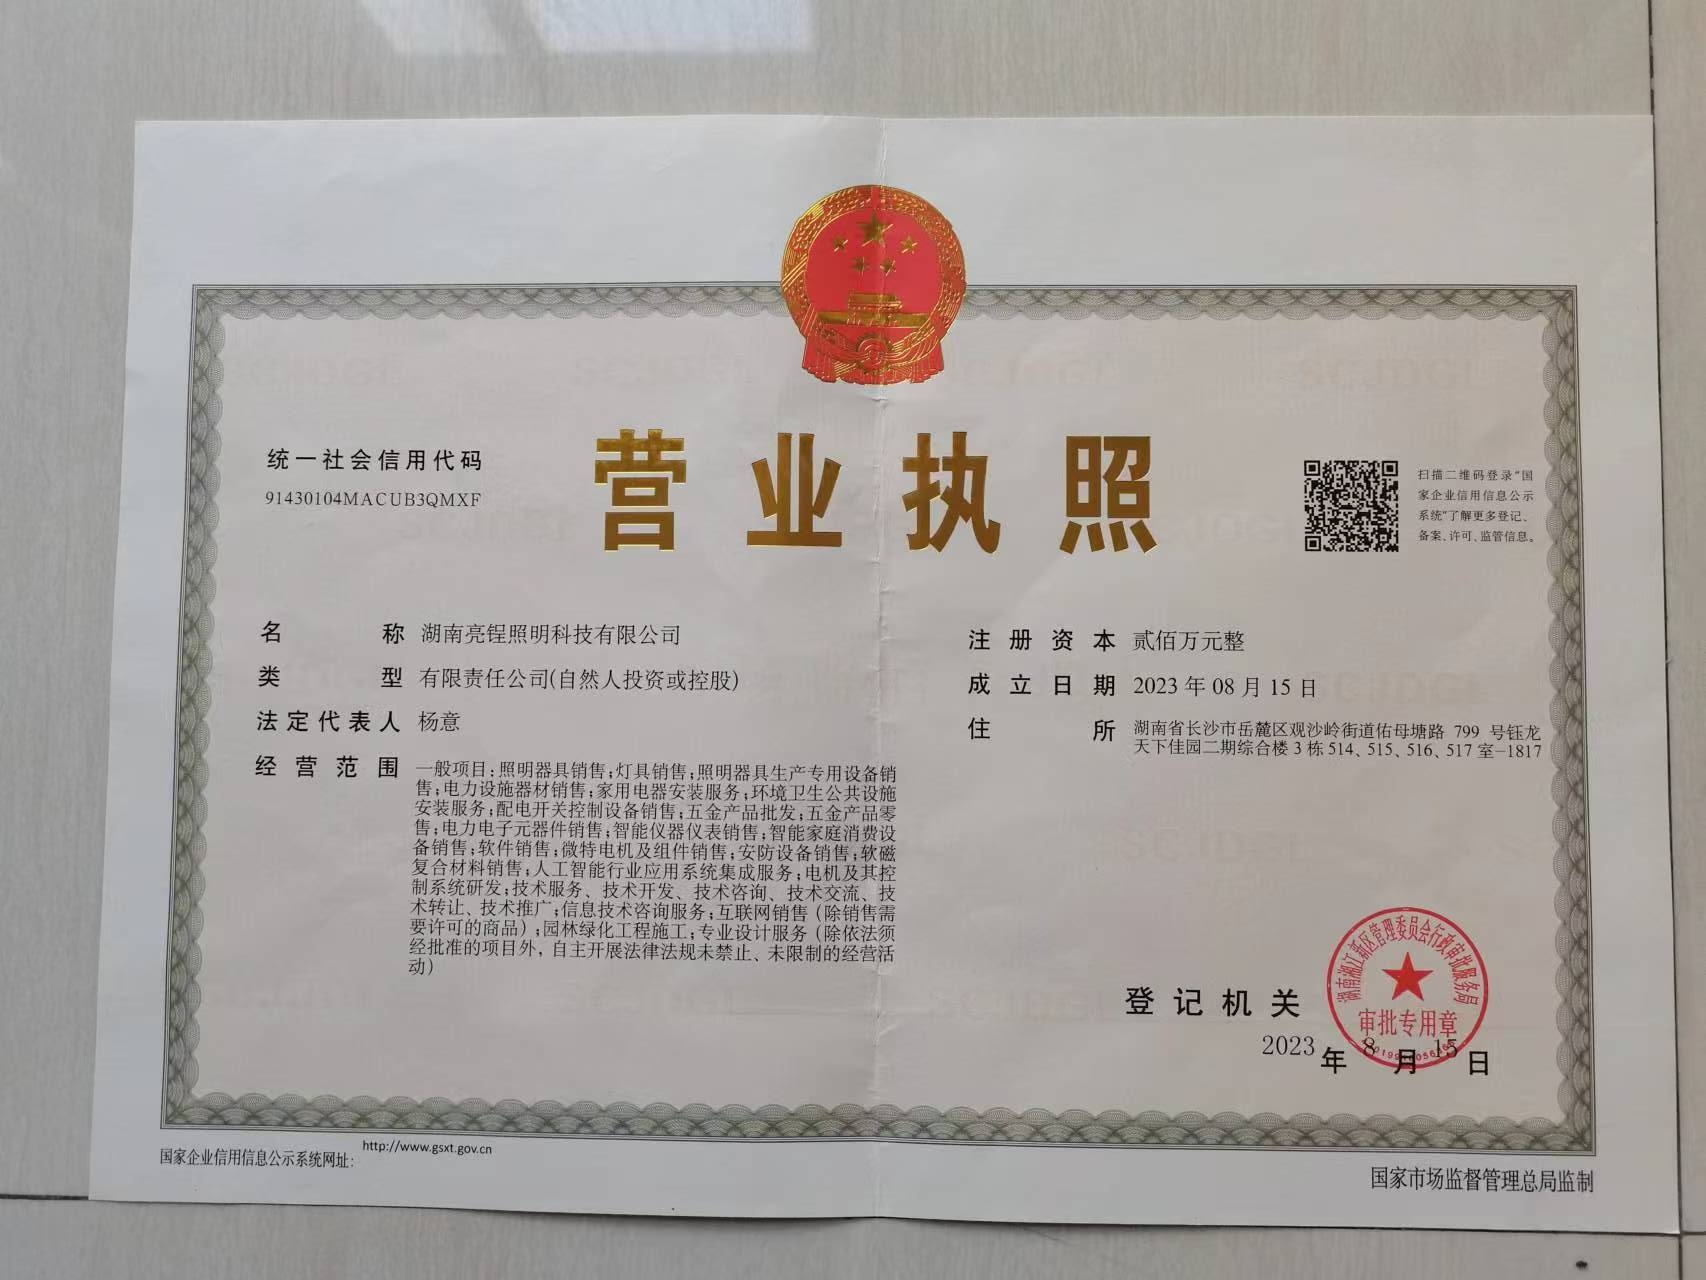 统一社会信用代码
91430104MACUB3QMXF
营业执照
扫描二维码登录“国
家企业信用信息公示
系统”了解更多登记、
备案、许可、监管信息。
名称 湖南亮锃照明科技有限公司
类型 有限责任公司(自然人投资或控股)
法定代表人 杨意
经营范围 一般项目:照明器具销售;灯具销售;照明器具生产专用设备销
售;电力设施器材销售;家用电器安装服务;环境卫生公共设施
安装服务;配电开关控制设备销售;五金产品批发;五金产品零
售;电力电子元器件销售;智能仪器仪表销售;智能家庭消费设
备销售;软件销售;微特电机及组件销售;安防设备销售;软磁
复合材料销售;人工智能行业应用系统集成服务;电机及其控
制系统研发;技术服务、技术开发、技术咨询、技术交流、技
术转让、技术推广;信息技术咨询服务;互联网销售(除销售需
要许可的商品);园林绿化工程施工;专业设计服务(除依法须
经批准的项目外,自主开展法律法规未禁止、未限制的经营活
动)
注册资本 贰佰万元整
成立日期 2023年08月15日
住所 湖南省长沙市岳麓区观沙岭街道佑母塘路 799 号钰龙
天下佳园二期综合楼3栋514、515、516、517室-1817
湖南湘江新区管理委员会行政审批服务局
审批专用章
登记机关
2023年8月15日
国家企业信用信息公示系统网址: http://www.gsxt.gov.cn
国家市场监督管理总局监制